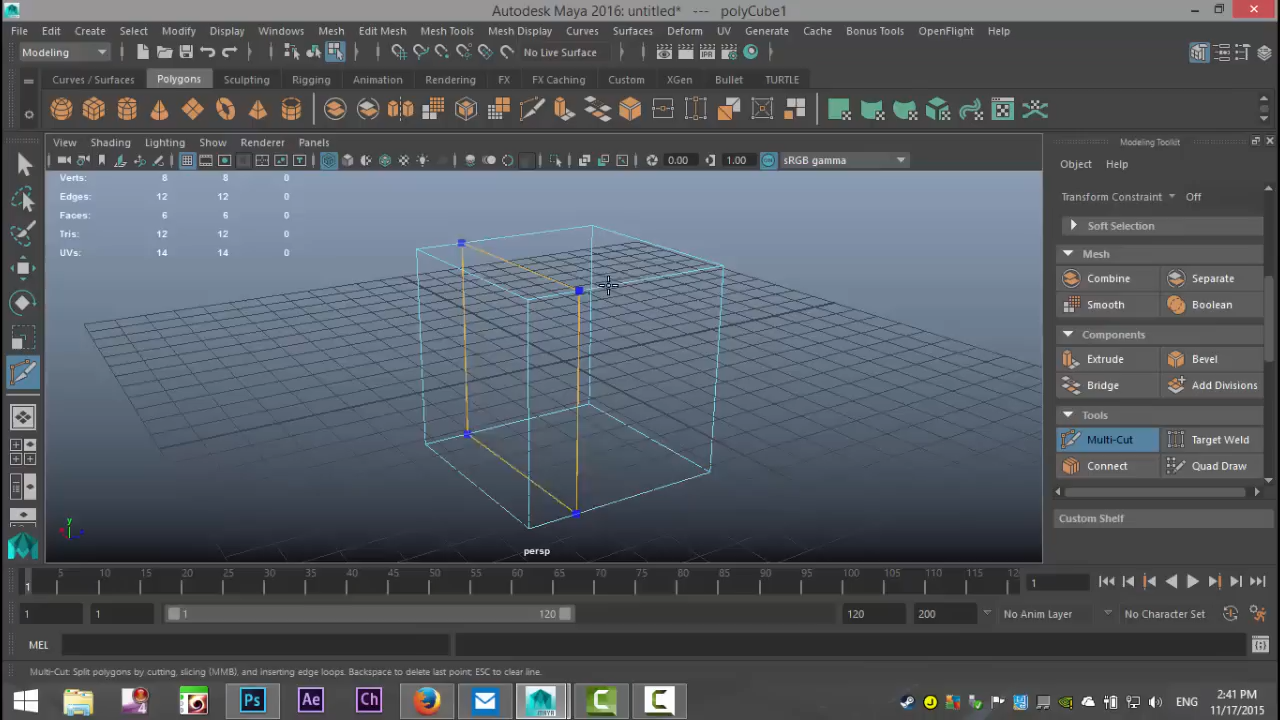 Autodesk Maya 2016: untitled* --- polyCube1
File Edit Create Select Modify Display Windows Mesh Edit Mesh Mesh Tools Mesh Display Curves Surfaces Deform UV Generate Cache Bonus Tools OpenFlight Help
Modeling No Live Surface
Curves / Surfaces Polygons Sculpting Rigging Animation Rendering FX FX Caching Custom XGen Bullet TURTLE
View Shading Lighting Show Renderer Panels
0.00 1.00 sRGB gamma
Verts: 8 8 0
Edges: 12 12 0
Faces: 6 6 0
Tris: 12 12 0
UVs: 14 14 0
persp
y
Modeling Toolkit
Object Help
Transform Constraint Off
Soft Selection
Mesh
Combine Separate
Smooth Boolean
Components
Extrude Bevel
Bridge Add Divisions
Tools
Multi-Cut Target Weld
Connect Quad Draw
Custom Shelf
1 5 10 15 20 25 30 35 40 45 50 55 60 65 70 75 80 85 90 95 100 105 110 115 12 1
1 1 1 120 120 200 No Anim Layer No Character Set
MEL
Multi-Cut: Split polygons by cutting, slicing (MMB), and inserting edge loops. Backspace to delete last point; ESC to clear line.
Ps Ae Ch ENG 2:41 PM
11/17/2015